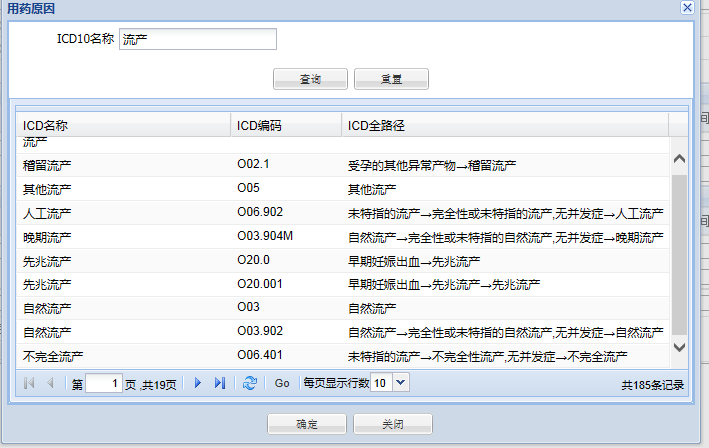 用药原因
ICD10名称 流产
查询 重置
ICD名称 ICD编码 ICD全路径
流产
稽留流产 O02.1 受孕的其他异常产物→稽留流产
其他流产 O05 其他流产
人工流产 O06.902 未特指的流产→完全性或未特指的流产,无并发症→人工流产
晚期流产 O03.904M 自然流产→完全性或未特指的自然流产,无并发症→晚期流产
先兆流产 O20.0 早期妊娠出血→先兆流产
先兆流产 O20.001 早期妊娠出血→先兆流产→先兆流产
自然流产 O03 自然流产
自然流产 O03.902 自然流产→完全性或未特指的自然流产,无并发症→自然流产
不完全流产 O06.401 未特指的流产→不完全性流产,无并发症→不完全流产
第 1 页 ,共19页 Go 每页显示行数 10 共185条记录
确定 关闭